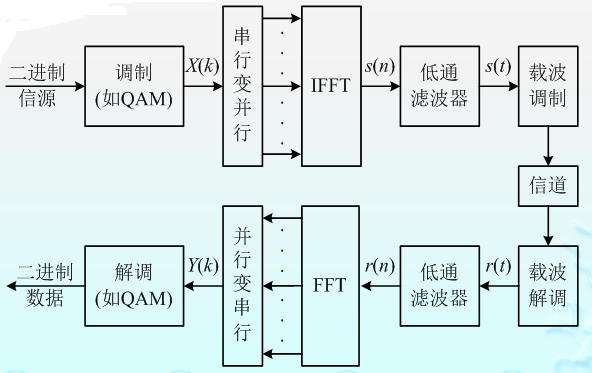 二进制
信源
调制
(如QAM)
X(k)
串
行
变
并
行
IFFT
s(n)
低通
滤波器
s(t)
载波
调制
信道
载波
解调
r(t)
低通
滤波器
r(n)
FFT
并
行
变
串
行
Y(k)
解调
(如QAM)
二进制
数据